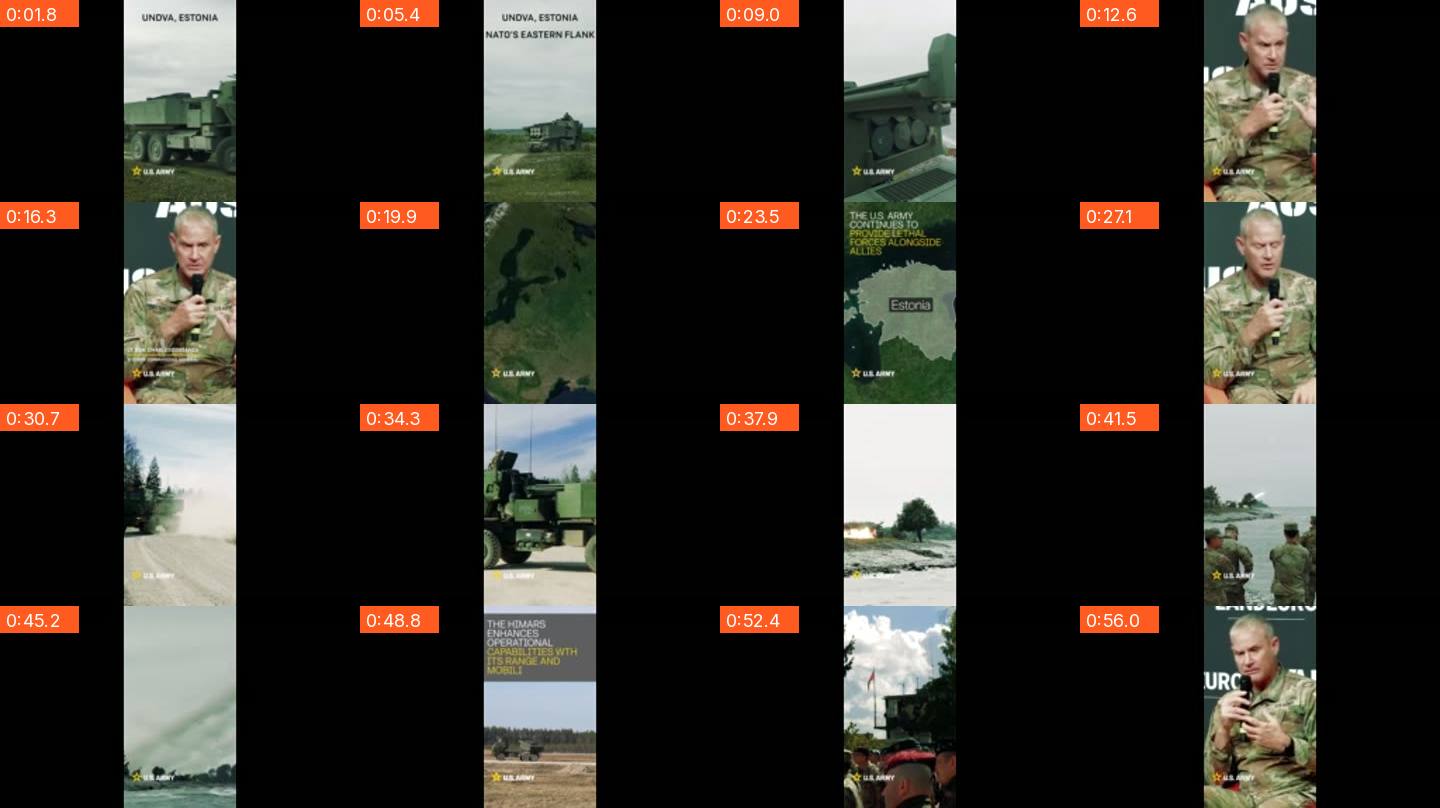 0:01.8
UNDVA, ESTONIA
U.S. ARMY
0:05.4
UNDVA, ESTONIA
NATO'S EASTERN FLANK
U.S. ARMY
0:09.0
U.S. ARMY
0:12.6
U.S. ARMY
0:16.3
U.S. ARMY
0:19.9
U.S. ARMY
0:23.5
THE U.S. ARMY
CONTINUES TO
PROVIDE LETHAL
FORCES ALONGSIDE
ALLIES
Estonia
U.S. ARMY
0:27.1
U.S. ARMY
0:30.7
U.S. ARMY
0:34.3
U.S. ARMY
0:37.9
U.S. ARMY
0:41.5
U.S. ARMY
0:45.2
U.S. ARMY
0:48.8
THE HIMARS
ENHANCES
OPERATIONAL
CAPABILITIES WTH
ITS RANGE AND
MOBILI
U.S. ARMY
0:52.4
U.S. ARMY
0:56.0
U.S. ARMY